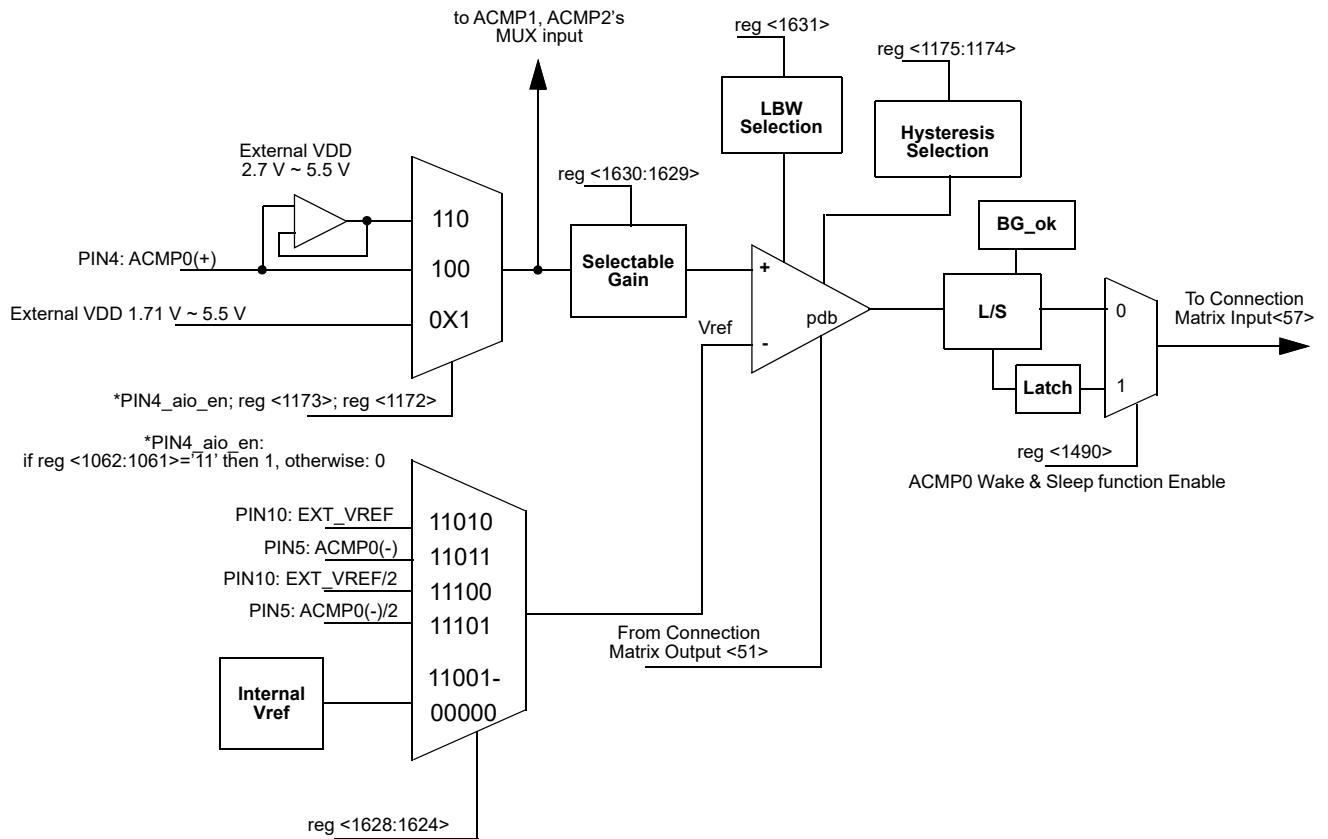 to ACMP1, ACMP2's
MUX input
reg <1631>
reg <1175:1174>
LBW
Selection
Hysteresis
Selection
External VDD
2.7 V ~ 5.5 V
reg <1630:1629>
110
BG_ok
PIN4: ACMP0(+)
100
Selectable
Gain
+
External VDD 1.71 V ~ 5.5 V
0X1
Vref
-
pdb
L/S
0
To Connection
Matrix Input<57>
Latch
1
*PIN4_aio_en; reg <1173>; reg <1172>
*PIN4_aio_en:
if reg <1062:1061>='11' then 1, otherwise: 0
reg <1490>
ACMP0 Wake & Sleep function Enable
PIN10: EXT_VREF
11010
PIN5: ACMP0(-)
11011
PIN10: EXT_VREF/2
11100
PIN5: ACMP0(-)/2
11101
From Connection
Matrix Output <51>
Internal
Vref
11001-
00000
reg <1628:1624>